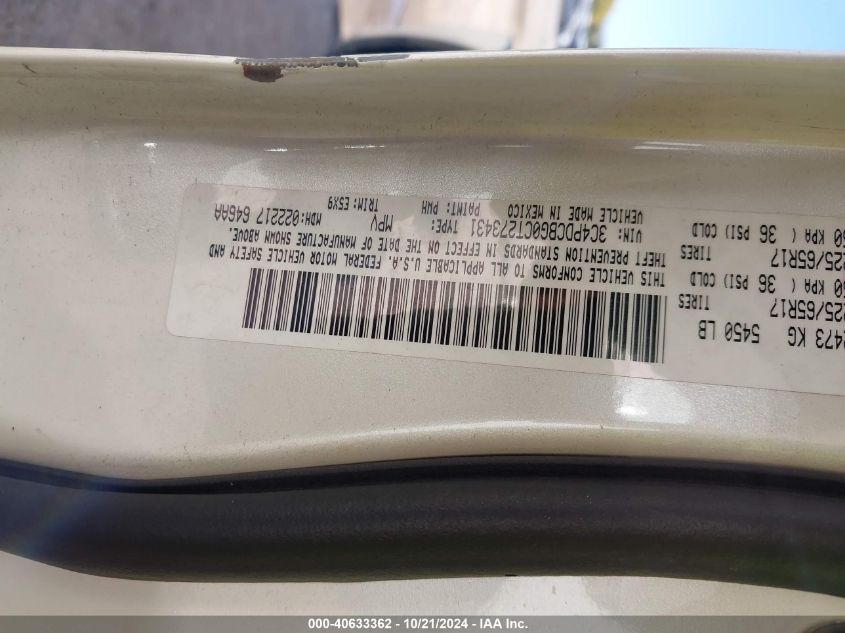 2473 KG 5450 LB
225/65R17 TIRES
60 KPA ( 36 PSI) COLD
225/65R17 TIRES
60 KPA ( 36 PSI) COLD
THIS VEHICLE CONFORMS TO ALL APPLICABLE U.S.A. FEDERAL MOTOR VEHICLE SAFETY AND
THEFT PREVENTION STANDARDS IN EFFECT ON THE DATE OF MANUFACTURE SHOWN ABOVE.
VIN: 3C4PDCBG0CT273431 TYPE: MPV MDH:022217 646AA
VEHICLE MADE IN MEXICO PAINT: PWH TRIM: E5X9
000-40633362 - 10/21/2024 - IAA Inc.